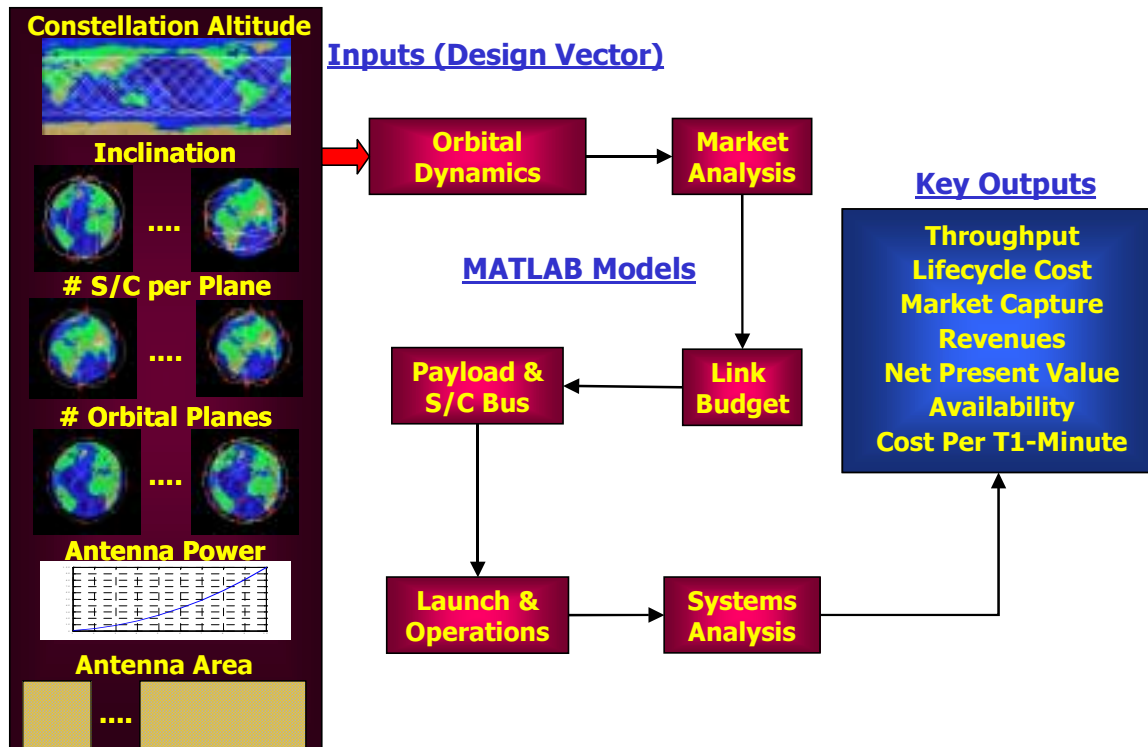 Constellation Altitude
Inputs (Design Vector)
Inclination
....
# S/C per Plane
....
# Orbital Planes
....
Antenna Power
Antenna Area
....
Orbital
Dynamics
Market
Analysis
MATLAB Models
Payload &
S/C Bus
Link
Budget
Launch &
Operations
Systems
Analysis
Key Outputs
Throughput
Lifecycle Cost
Market Capture
Revenues
Net Present Value
Availability
Cost Per T1-Minute